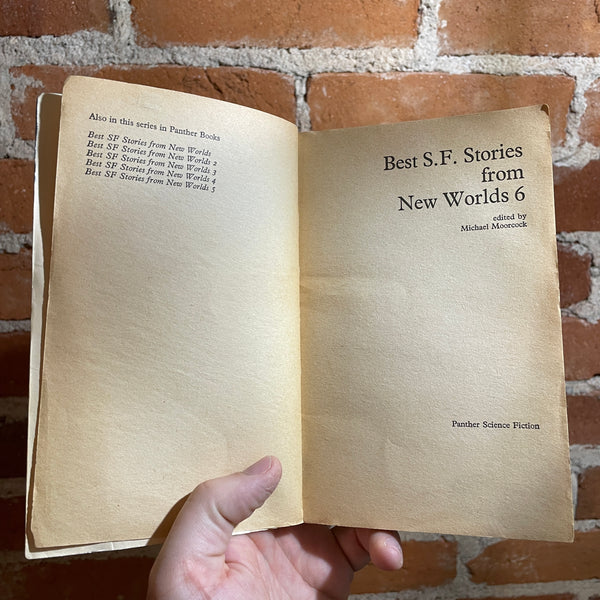 Also in this series in Panther Books
Best SF Stories from New Worlds
Best SF Stories from New Worlds 2
Best SF Stories from New Worlds 3
Best SF Stories from New Worlds 4
Best SF Stories from New Worlds 5
Best S.F. Stories
from
New Worlds 6
edited by
Michael Moorcock
Panther Science Fiction